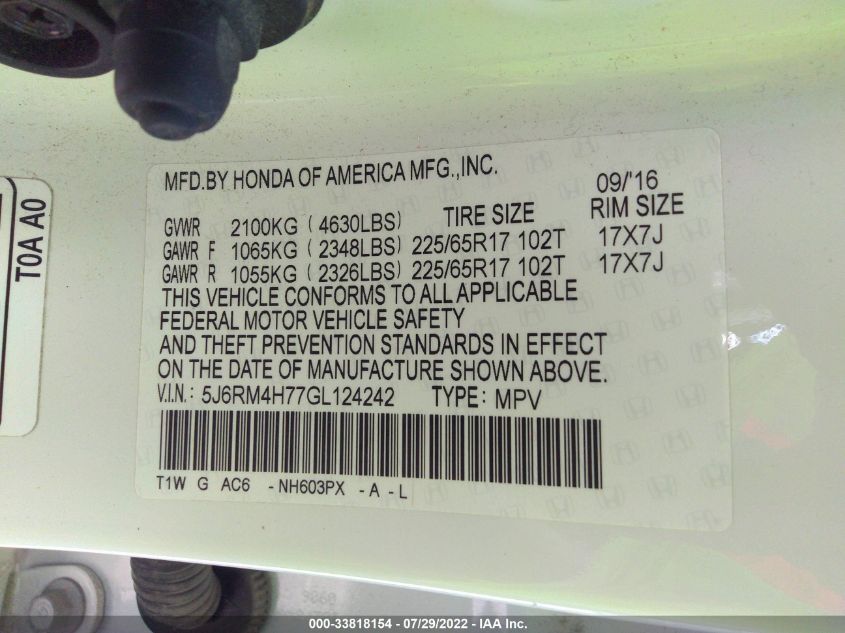 MFD.BY HONDA OF AMERICA MFG.,INC. 09/'16
GVWR 2100KG ( 4630LBS) TIRE SIZE RIM SIZE
GAWR F 1065KG ( 2348LBS) 225/65R17 102T 17X7J
GAWR R 1055KG ( 2326LBS) 225/65R17 102T 17X7J
THIS VEHICLE CONFORMS TO ALL APPLICABLE
FEDERAL MOTOR VEHICLE SAFETY
AND THEFT PREVENTION STANDARDS IN EFFECT
ON THE DATE OF MANUFACTURE SHOWN ABOVE.
V.I.N.: 5J6RM4H77GL124242 TYPE: MPV
T1W G AC6 -NH603PX -A -L
T0A A0
000-33818154 - 07/29/2022 - IAA Inc.